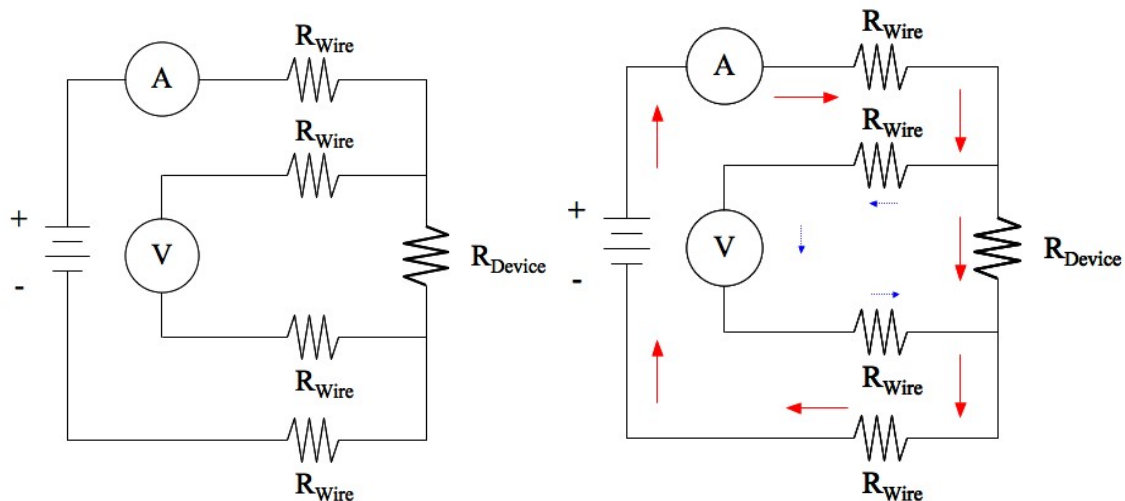 R_Wire
A
R_Wire
+
V
R_Device
-
R_Wire
R_Wire
R_Wire
A
R_Wire
+
V
R_Device
-
R_Wire
R_Wire